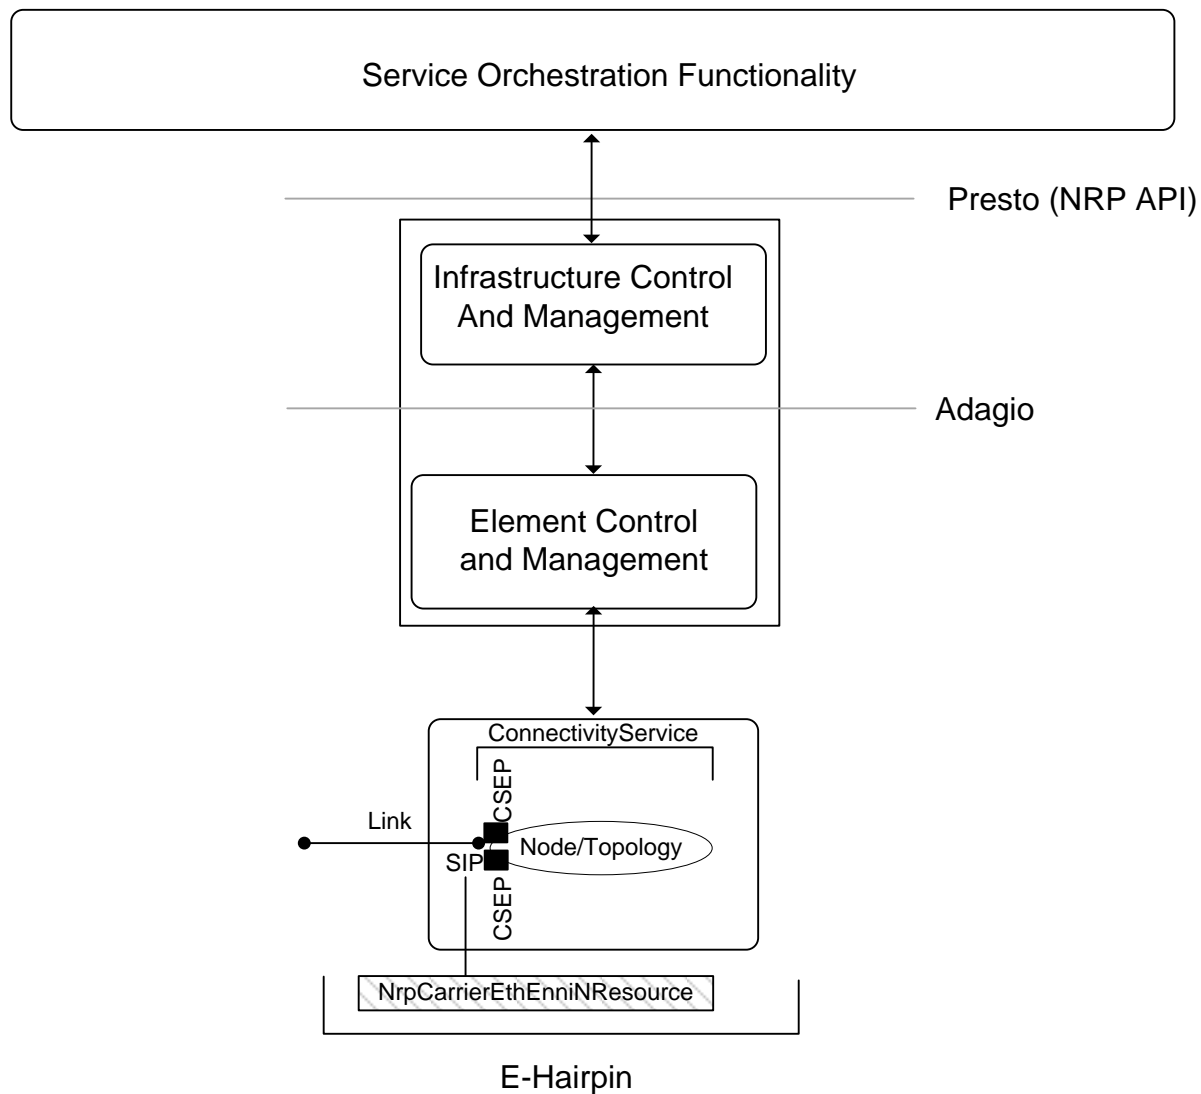 Service Orchestration Functionality
Presto (NRP API)
Infrastructure Control
And Management
Adagio
Element Control
and Management
ConnectivityService
CSEP
Link
Node/Topology
SIP
CSEP
NrpCarrierEthEnniNResource
E-Hairpin